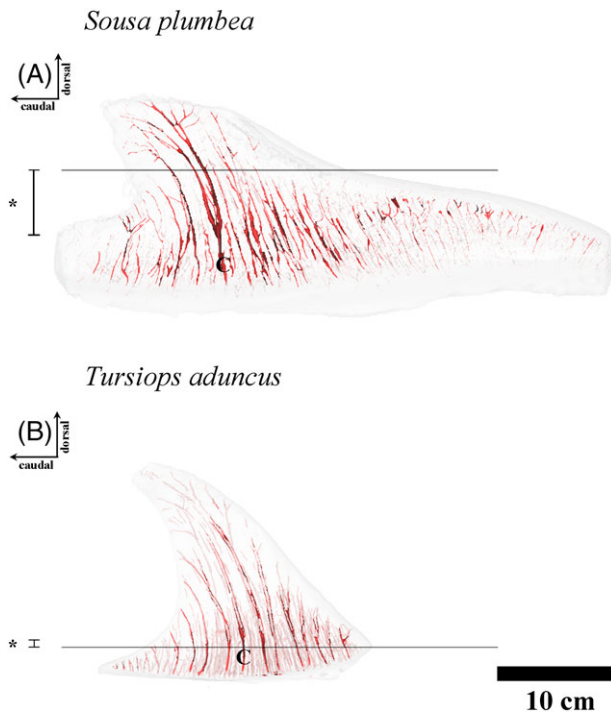 Sousa plumbea
(A)
dorsal
caudal
*
C
Tursiops aduncus
(B)
dorsal
caudal
*
C
10 cm